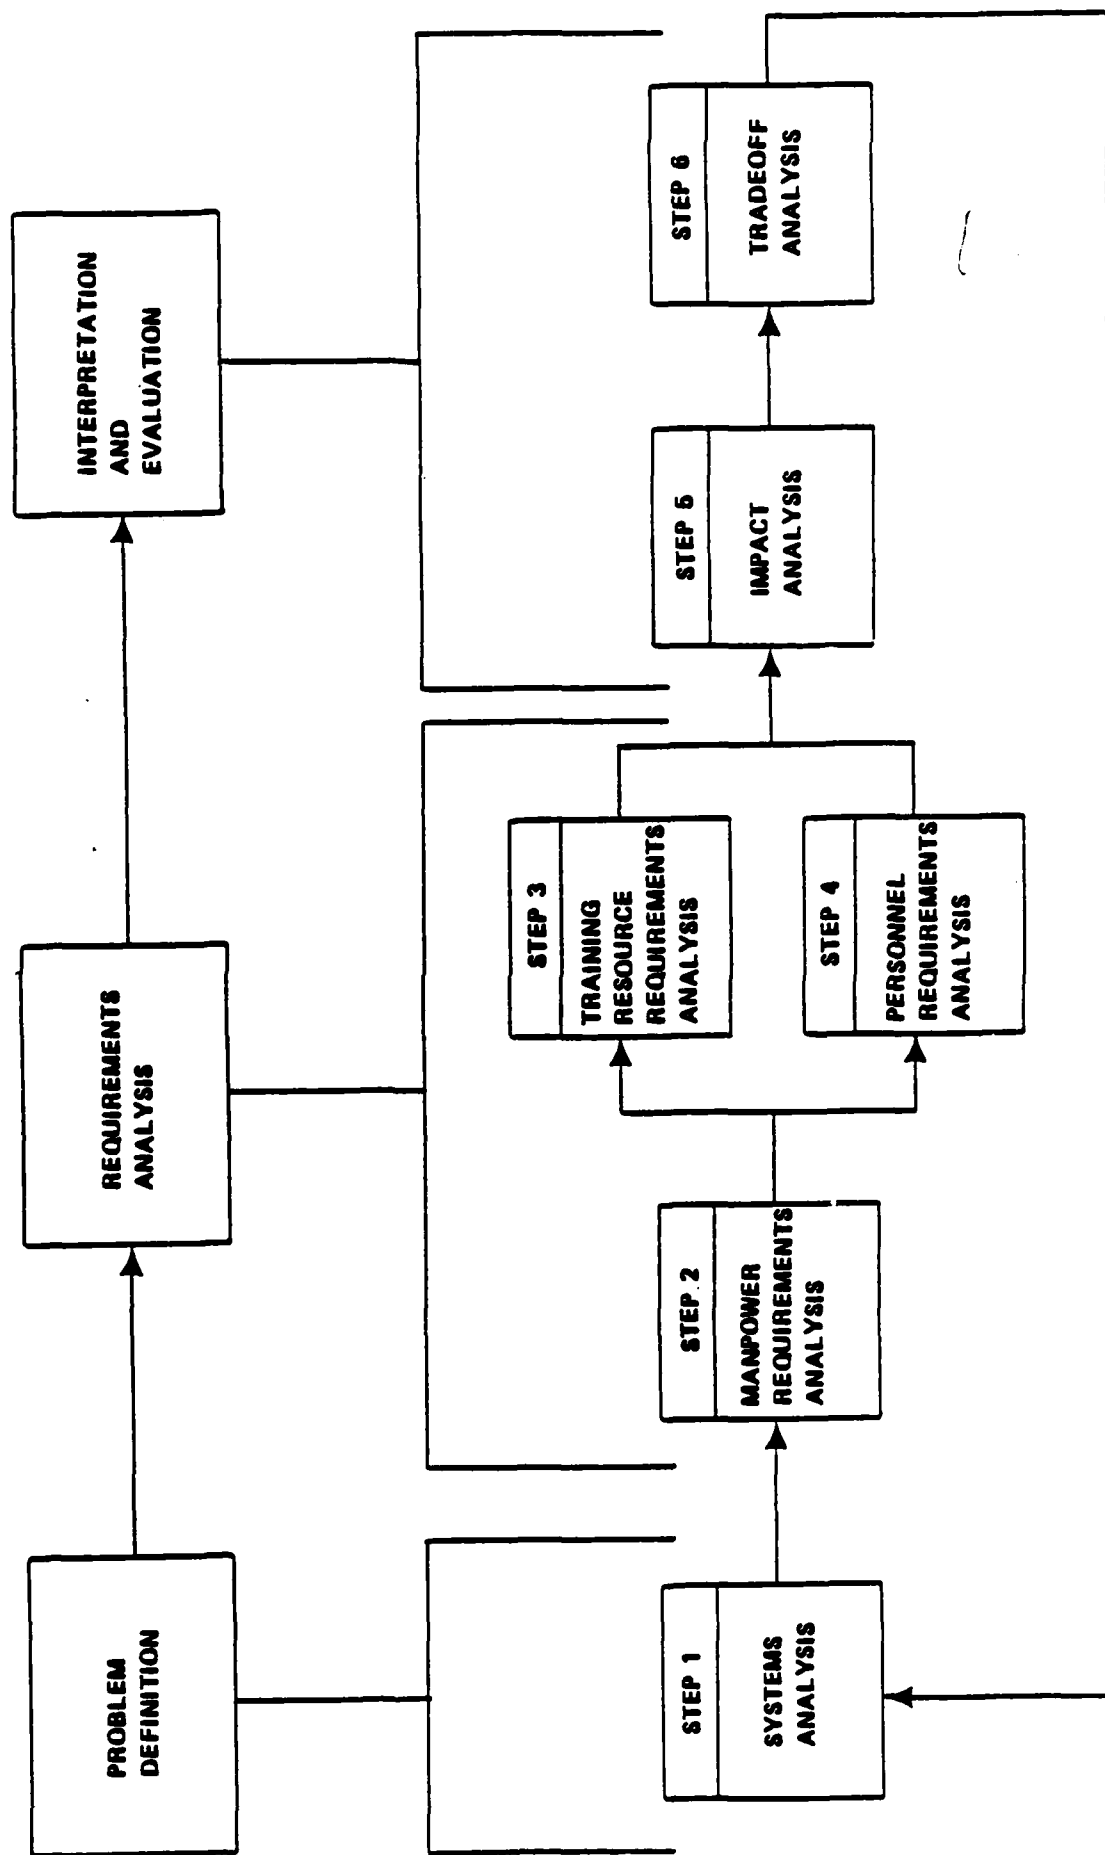 PROBLEM
DEFINITION
REQUIREMENTS
ANALYSIS
INTERPRETATION
AND
EVALUATION
STEP 1
SYSTEMS
ANALYSIS
STEP 2
MANPOWER
REQUIREMENTS
ANALYSIS
STEP 3
TRAINING
RESOURCE
REQUIREMENTS
ANALYSIS
STEP 4
PERSONNEL
REQUIREMENTS
ANALYSIS
STEP 5
IMPACT
ANALYSIS
STEP 6
TRADEOFF
ANALYSIS